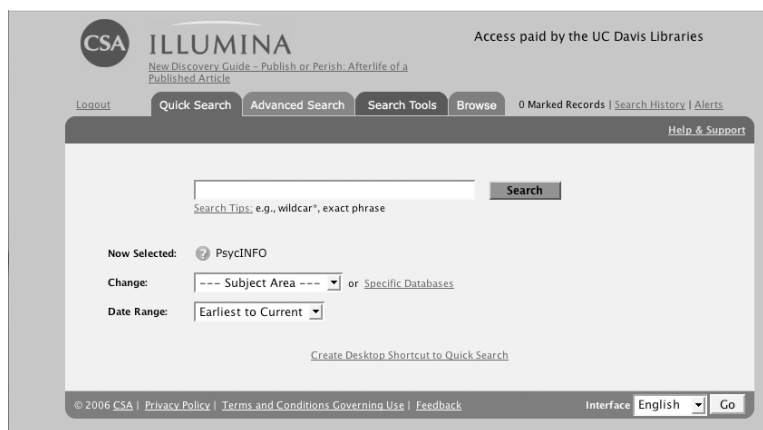 CSA ILLUMINA
Access paid by the UC Davis Libraries
New Discovery Guide – Publish or Perish: Afterlife of a
Published Article
Logout Quick Search Advanced Search Search Tools Browse 0 Marked Records | Search History | Alerts
Help & Support
Search
Search Tips: e.g., wildcar*, exact phrase
Now Selected: ? PsycINFO
Change: --- Subject Area --- or Specific Databases
Date Range: Earliest to Current
Create Desktop Shortcut to Quick Search
© 2006 CSA | Privacy Policy | Terms and Conditions Governing Use | Feedback Interface English Go